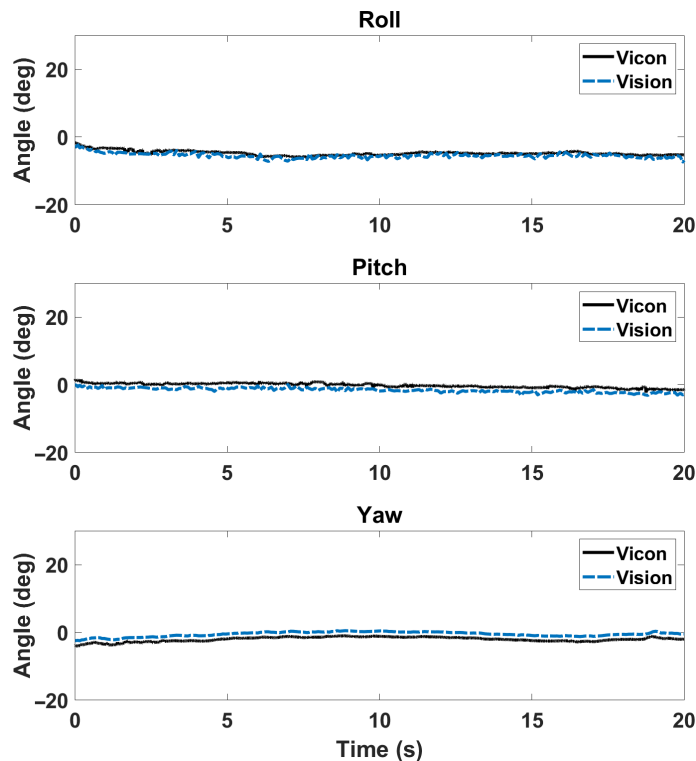 Roll
Angle (deg)
20
0
−20
Vicon
Vision
0 5 10 15 20
Pitch
Angle (deg)
20
0
−20
Vicon
Vision
0 5 10 15 20
Yaw
Angle (deg)
20
0
−20
Vicon
Vision
0 5 10 15 20
Time (s)